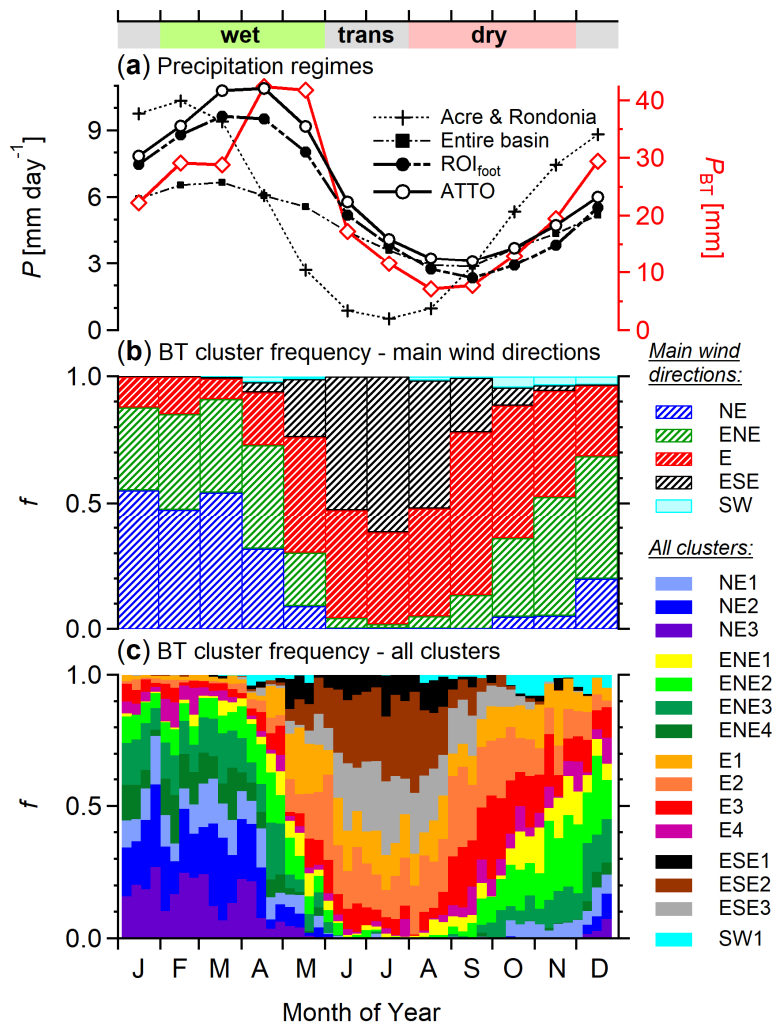 wet trans dry
(a) Precipitation regimes
9
6
3
0
P [mm day⁻¹]
Acre & Rondonia
Entire basin
ROIfoot
ATTO
40
30
20
10
0
PBT [mm]
(b) BT cluster frequency - main wind directions
1.0
0.5
0.0
f
Main wind
directions:
NE
ENE
E
ESE
SW
All clusters:
NE1
NE2
NE3
ENE1
ENE2
ENE3
ENE4
E1
E2
E3
E4
ESE1
ESE2
ESE3
SW1
(c) BT cluster frequency - all clusters
1.0
0.5
0.0
f
J F M A M J J A S O N D
Month of Year